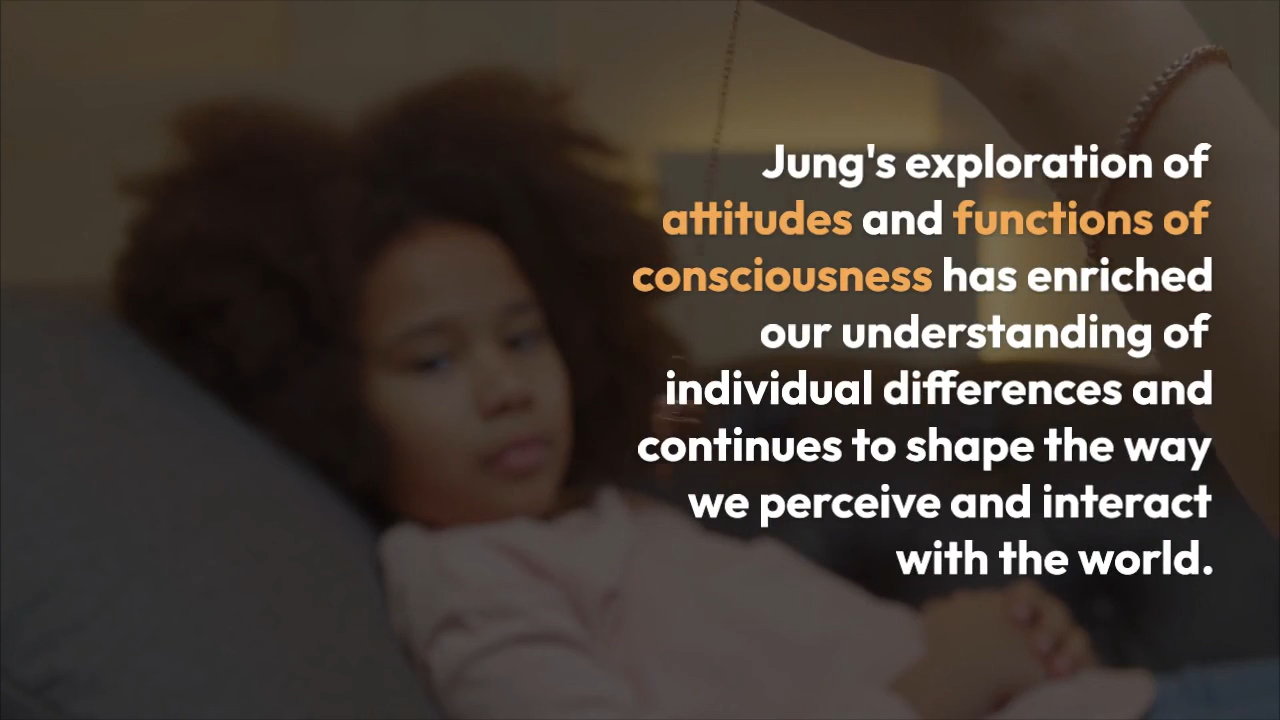 Jung's exploration of
attitudes and functions of
consciousness has enriched
our understanding of
individual differences and
continues to shape the way
we perceive and interact
with the world.